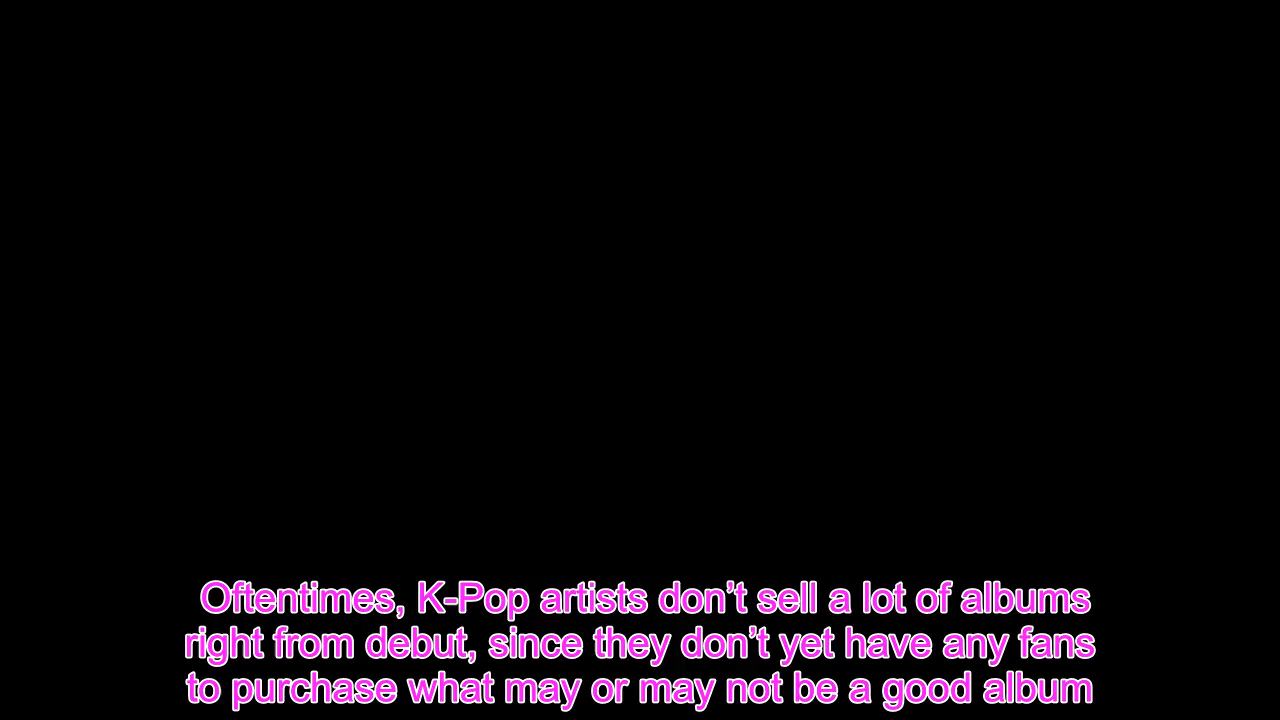 Oftentimes, K-Pop artists don’t sell a lot of albums
right from debut, since they don’t yet have any fans
to purchase what may or may not be a good album